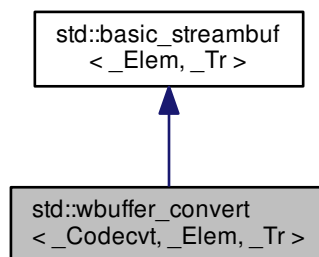 std::basic_streambuf
< _Elem, _Tr >
std::wbuffer_convert
< _Codecvt, _Elem, _Tr >